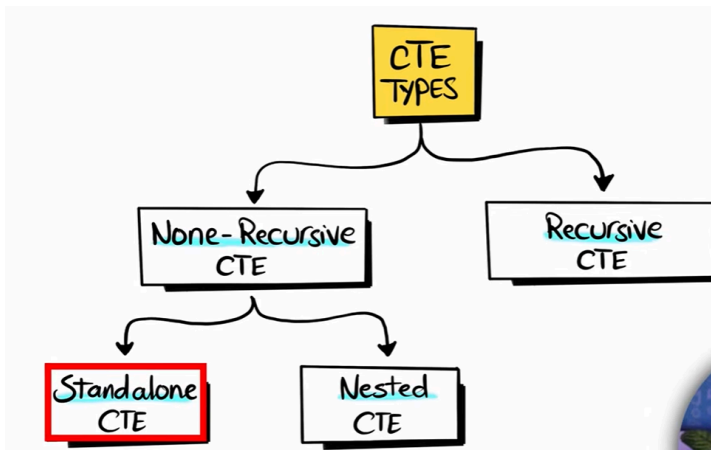 CTE
TYPES
None-Recursive
CTE
Recursive
CTE
Standalone
CTE
Nested
CTE